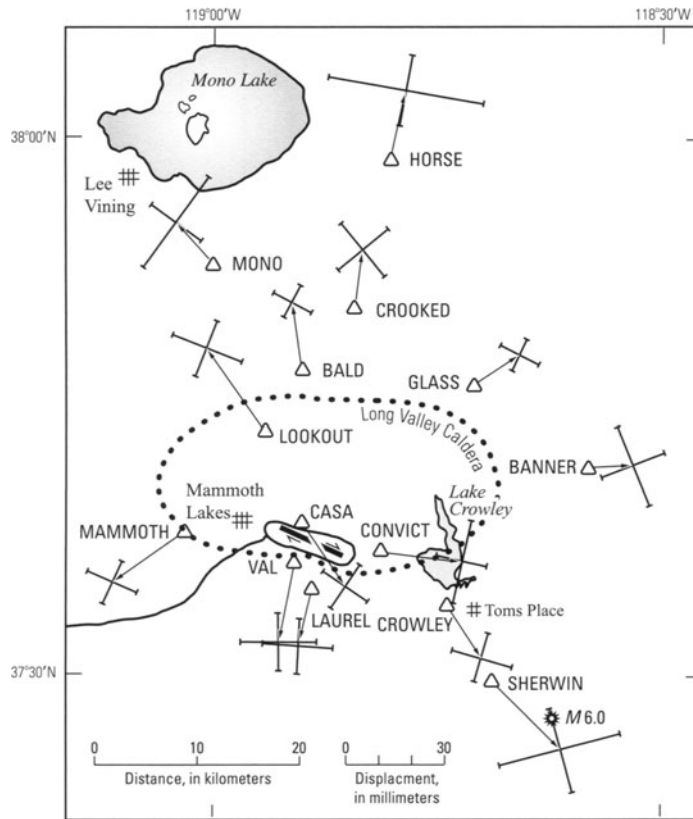 119°00'W
118°30'W
Mono Lake
38°00'N
HORSE
Lee
Vining
MONO
CROOKED
BALD
GLASS
Long Valley Caldera
LOOKOUT
BANNER
Mammoth
Lakes
Lake
Crowley
CASA
MAMMOTH
CONVICT
VAL
LAUREL
CROWLEY
Toms Place
37°30'N
SHERWIN
M 6.0
0 10 20
0 30
Distance, in kilometers
Displacment,
in millimeters